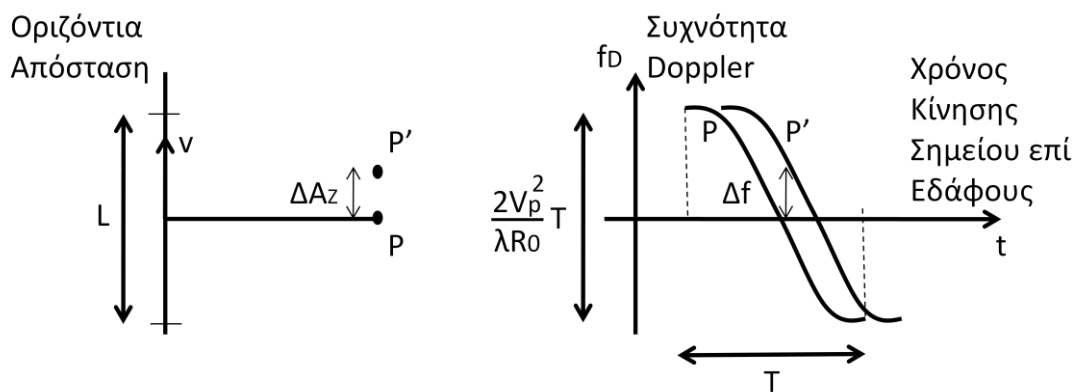 Οριζόντια
Απόσταση
v
L
P’
ΔAz
P
Συχνότητα
fD Doppler
P P’
Δf
2Vp²
λR0
T
Χρόνος
Κίνησης
Σημείου επί
Εδάφους
t
T